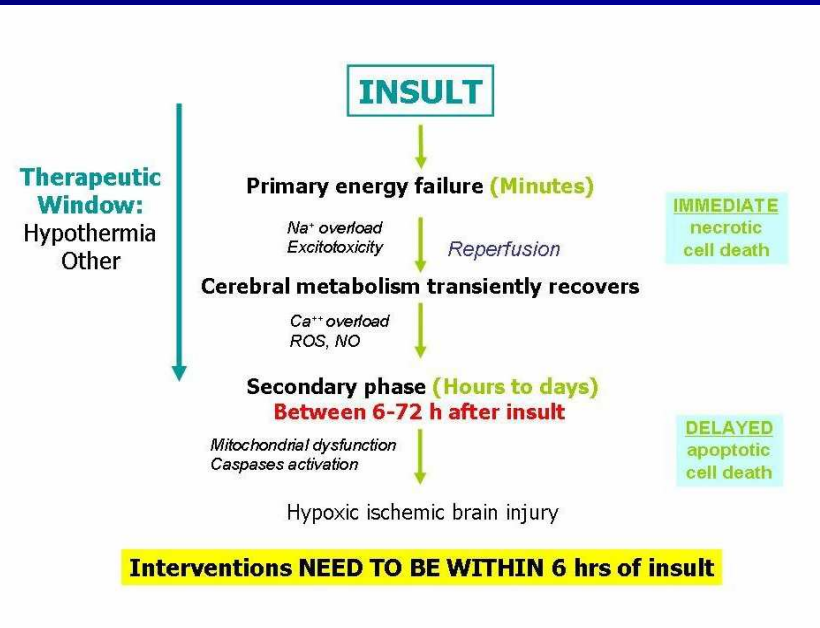 INSULT
Therapeutic
Window:
Hypothermia
Other
Primary energy failure (Minutes)
IMMEDIATE
necrotic
cell death
Na⁺ overload
Excitotoxicity
Reperfusion
Cerebral metabolism transiently recovers
Ca⁺⁺ overload
ROS, NO
Secondary phase (Hours to days)
Between 6-72 h after insult
DELAYED
apoptotic
cell death
Mitochondrial dysfunction
Caspases activation
Hypoxic ischemic brain injury
Interventions NEED TO BE WITHIN 6 hrs of insult